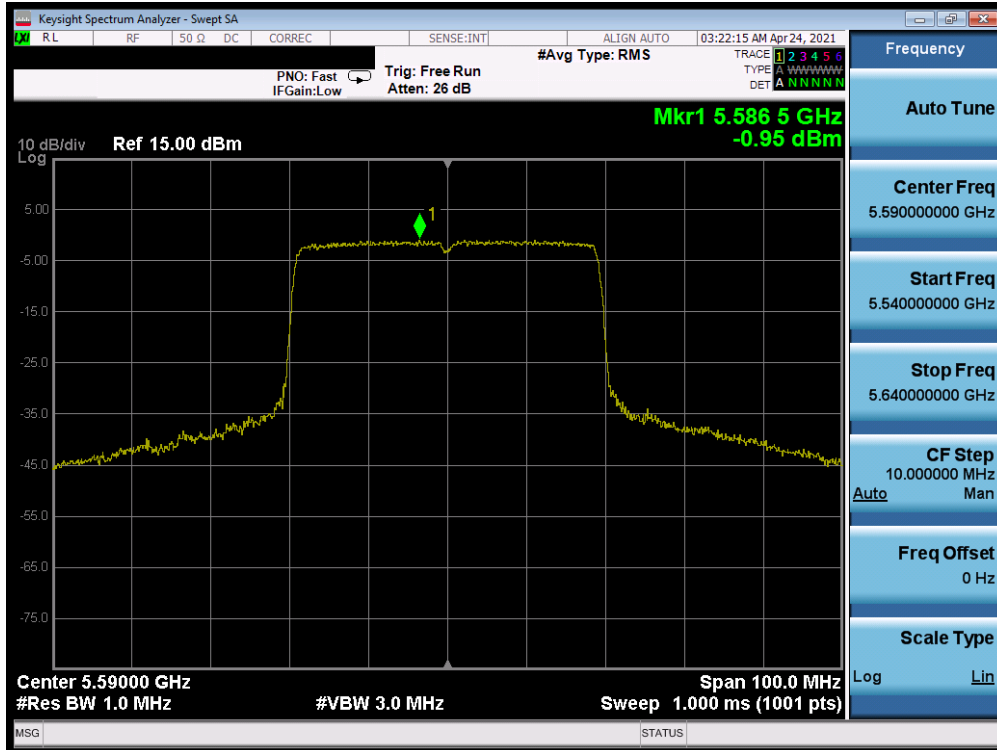 Keysight Spectrum Analyzer - Swept SA
LXI RL RF 50 Ω DC CORREC SENSE:INT ALIGN AUTO 03:22:15 AM Apr 24, 2021
#Avg Type: RMS TRACE 1 2 3 4 5 6
PNO: Fast Trig: Free Run TYPE A WWWWW
IFGain:Low Atten: 26 dB DET A N N N N N
Mkr1 5.586 5 GHz
-0.95 dBm
10 dB/div Ref 15.00 dBm
Log
1
5.00
-5.00
-15.0
-25.0
-35.0
-45.0
-55.0
-65.0
-75.0
Center 5.59000 GHz Span 100.0 MHz
#Res BW 1.0 MHz #VBW 3.0 MHz Sweep 1.000 ms (1001 pts)
MSG STATUS
Frequency
Auto Tune
Center Freq
5.590000000 GHz
Start Freq
5.540000000 GHz
Stop Freq
5.640000000 GHz
CF Step
10.000000 MHz
Auto Man
Freq Offset
0 Hz
Scale Type
Log Lin